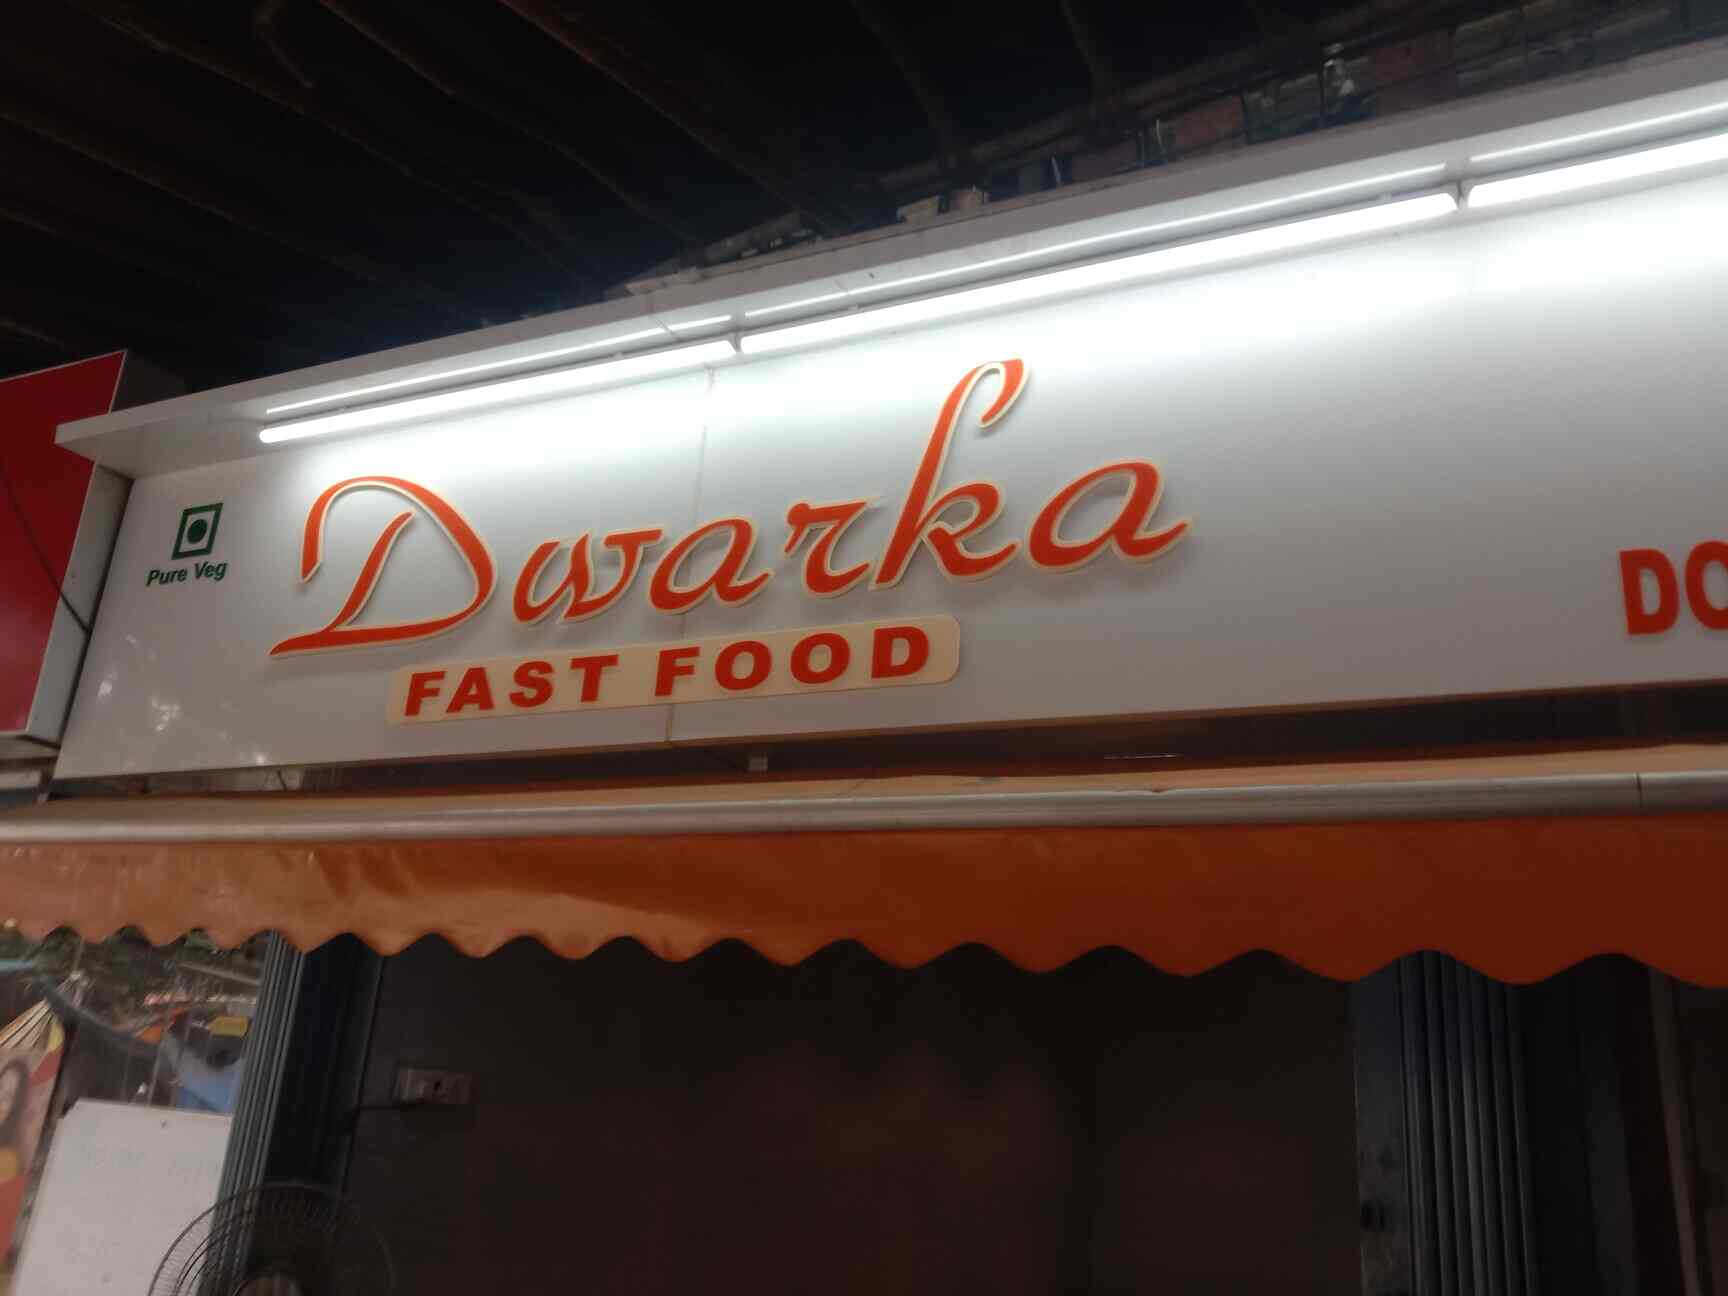 Pure Veg
Dwarka
FAST FOOD